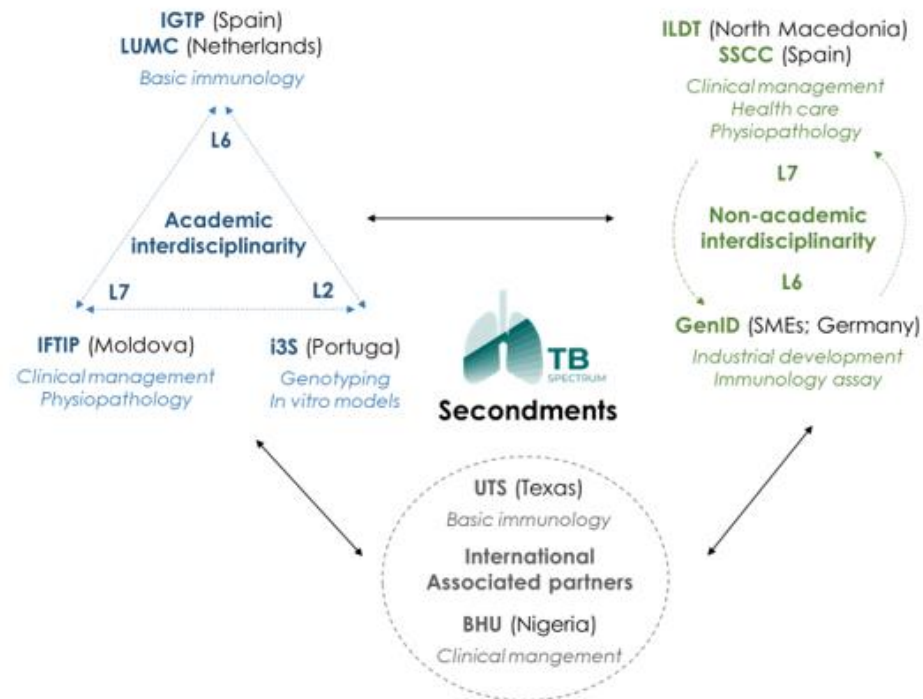 IGTP (Spain)
LUMC (Netherlands)
Basic immunology
L6
Academic
interdisciplinarity
L7
L2
IFTIP (Moldova)
Clinical management
Physiopathology
i3S (Portuga)
Genotyping
In vitro models
ILDT (North Macedonia)
SSCC (Spain)
Clinical management
Health care
Physiopathology
L7
Non-academic
interdisciplinarity
L6
GenID (SMEs; Germany)
Industrial development
Immunology assay
TB
SPECTRUM
Secondments
UTS (Texas)
Basic immunology
International
Associated partners
BHU (Nigeria)
Clinical mangement